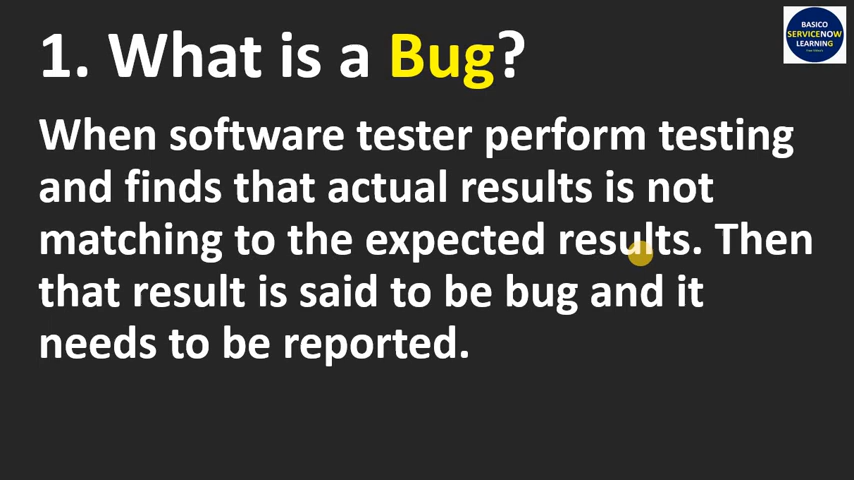 1. What is a Bug?
When software tester perform testing
and finds that actual results is not
matching to the expected results. Then
that result is said to be bug and it
needs to be reported.
BASICO
SERVICENOW
LEARNING